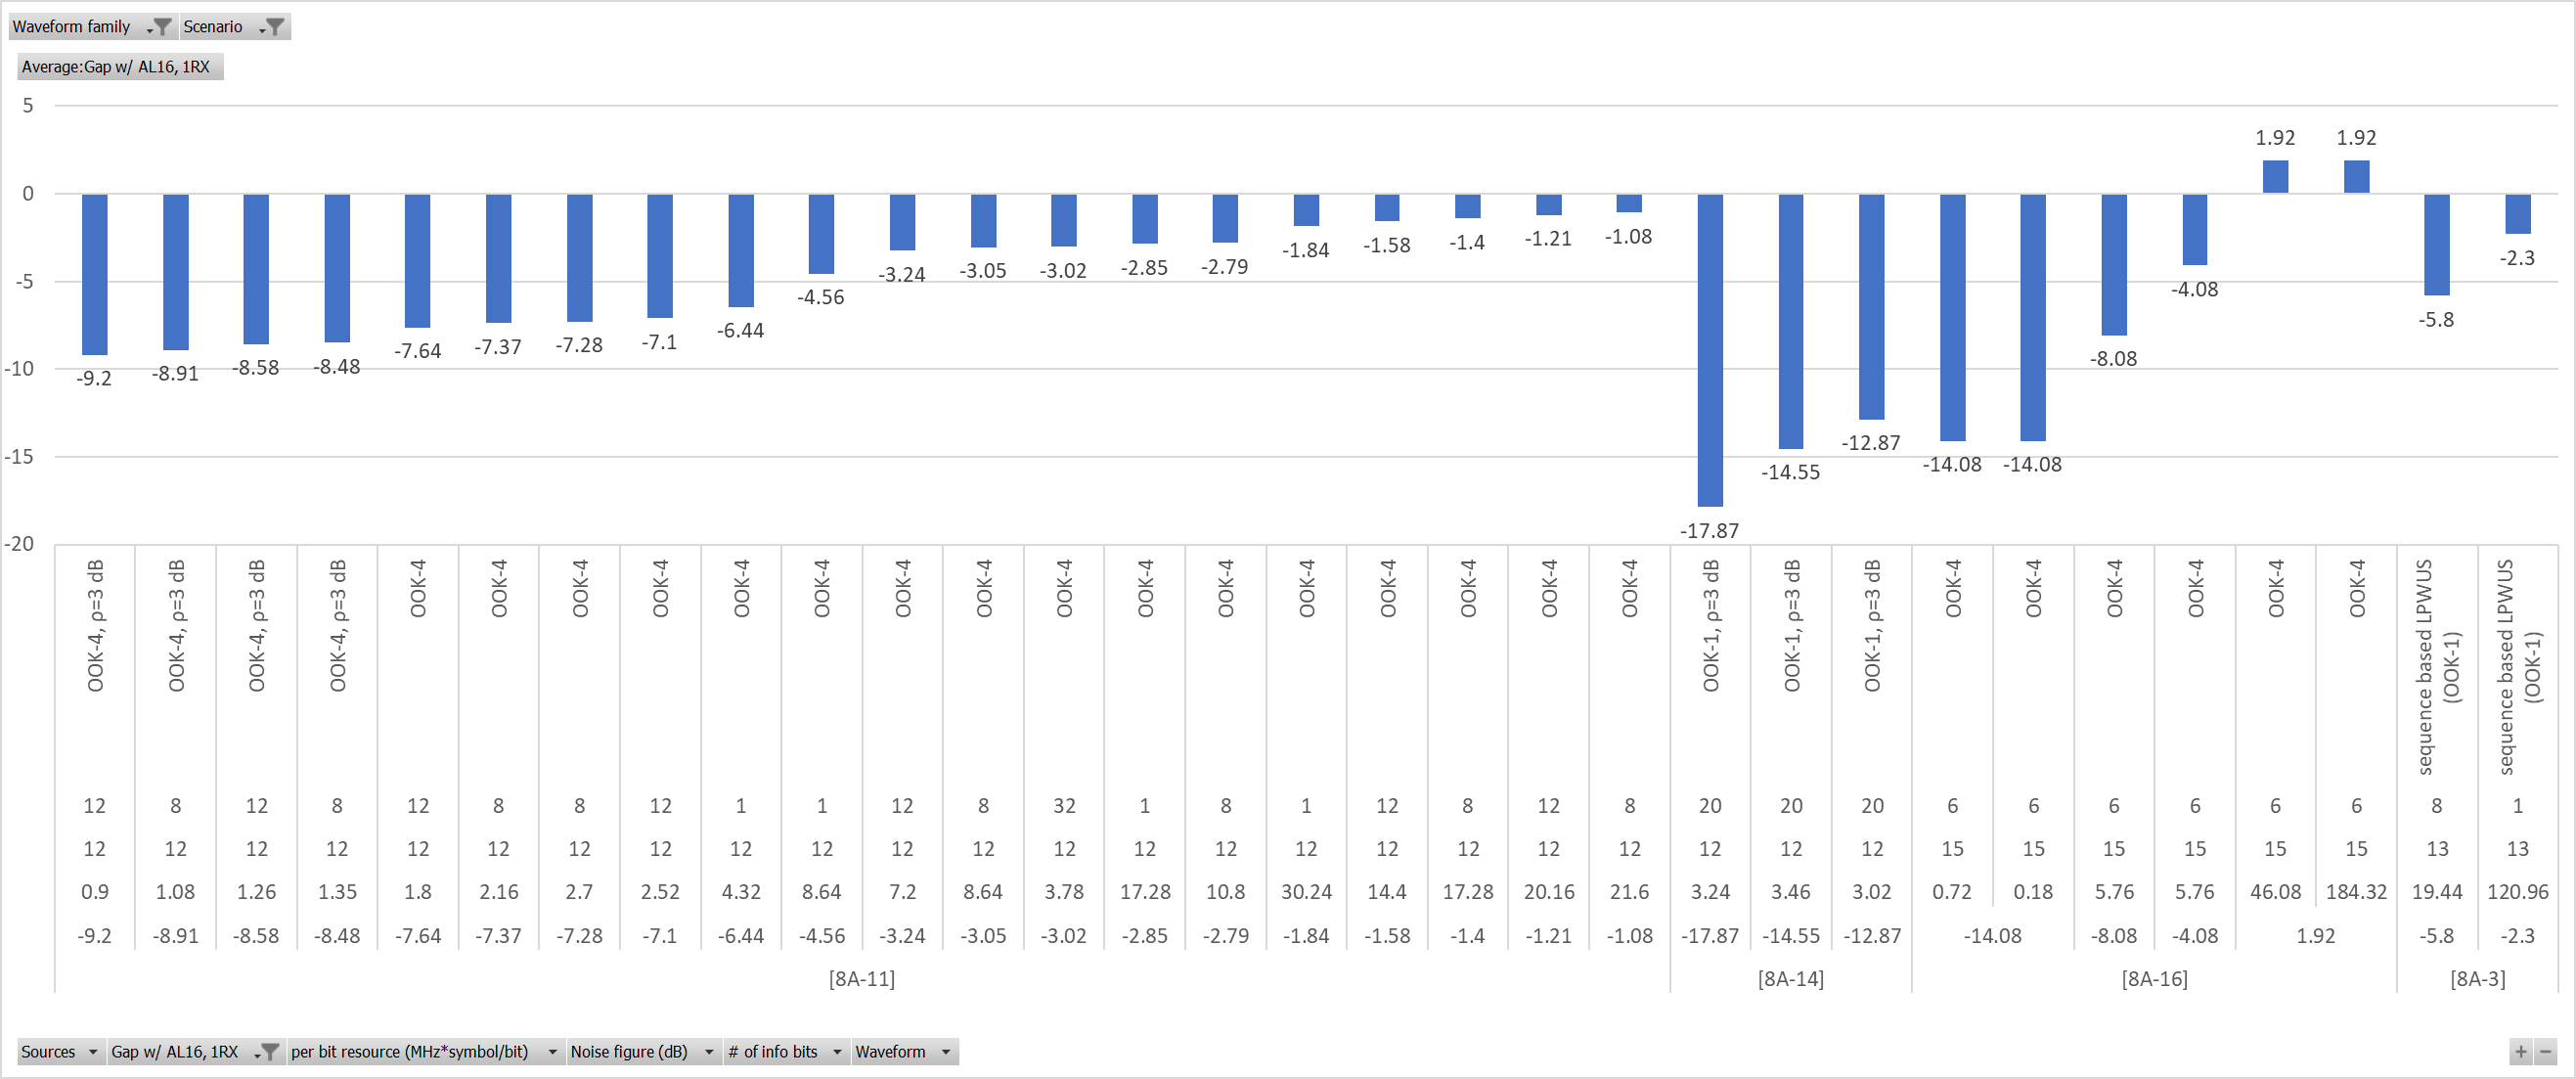 Waveform family Scenario
Average:Gap w/ AL16, 1RX
5
1.92 1.92
0
-1.84 -1.58 -1.4 -1.21 -1.08
-3.24 -3.05 -3.02 -2.85 -2.79 -2.3
-5
-4.56 -4.08
-6.44 -5.8
-7.64 -7.37 -7.28 -7.1 -8.08
-10
-9.2 -8.91 -8.58 -8.48
-12.87
-15
-14.55 -14.08 -14.08
-17.87
-20
OOK-4, ρ=3 dB OOK-4, ρ=3 dB OOK-4, ρ=3 dB OOK-4, ρ=3 dB OOK-4 OOK-4 OOK-4 OOK-4 OOK-4 OOK-4 OOK-4 OOK-4 OOK-4 OOK-4 OOK-4 OOK-4 OOK-4 OOK-4 OOK-4 OOK-4 OOK-1, ρ=3 dB OOK-1, ρ=3 dB OOK-1, ρ=3 dB OOK-4 OOK-4 OOK-4 OOK-4 OOK-4 OOK-4 sequence based LPWUS (OOK-1) sequence based LPWUS (OOK-1)
12 8 12 8 12 8 8 12 1 1 12 8 32 1 8 1 12 8 12 8 20 20 20 6 6 6 6 6 6 8 1
12 12 12 12 12 12 12 12 12 12 12 12 12 12 12 12 12 12 12 12 12 12 12 15 15 15 15 15 15 13 13
0.9 1.08 1.26 1.35 1.8 2.16 2.7 2.52 4.32 8.64 7.2 8.64 3.78 17.28 10.8 30.24 14.4 17.28 20.16 21.6 3.24 3.46 3.02 0.72 0.18 5.76 5.76 46.08 184.32 19.44 120.96
-9.2 -8.91 -8.58 -8.48 -7.64 -7.37 -7.28 -7.1 -6.44 -4.56 -3.24 -3.05 -3.02 -2.85 -2.79 -1.84 -1.58 -1.4 -1.21 -1.08 -17.87 -14.55 -12.87 -14.08 -8.08 -4.08 1.92 -5.8 -2.3
[8A-11] [8A-14] [8A-16] [8A-3]
Sources Gap w/ AL16, 1RX per bit resource (MHz*symbol/bit) Noise figure (dB) # of info bits Waveform + −